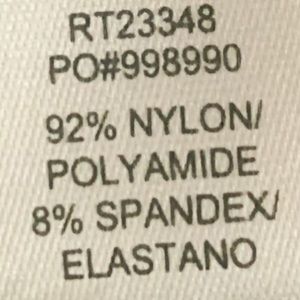 RT23348
PO#998990
92% NYLON/
POLYAMIDE
8% SPANDEX/
ELASTANO